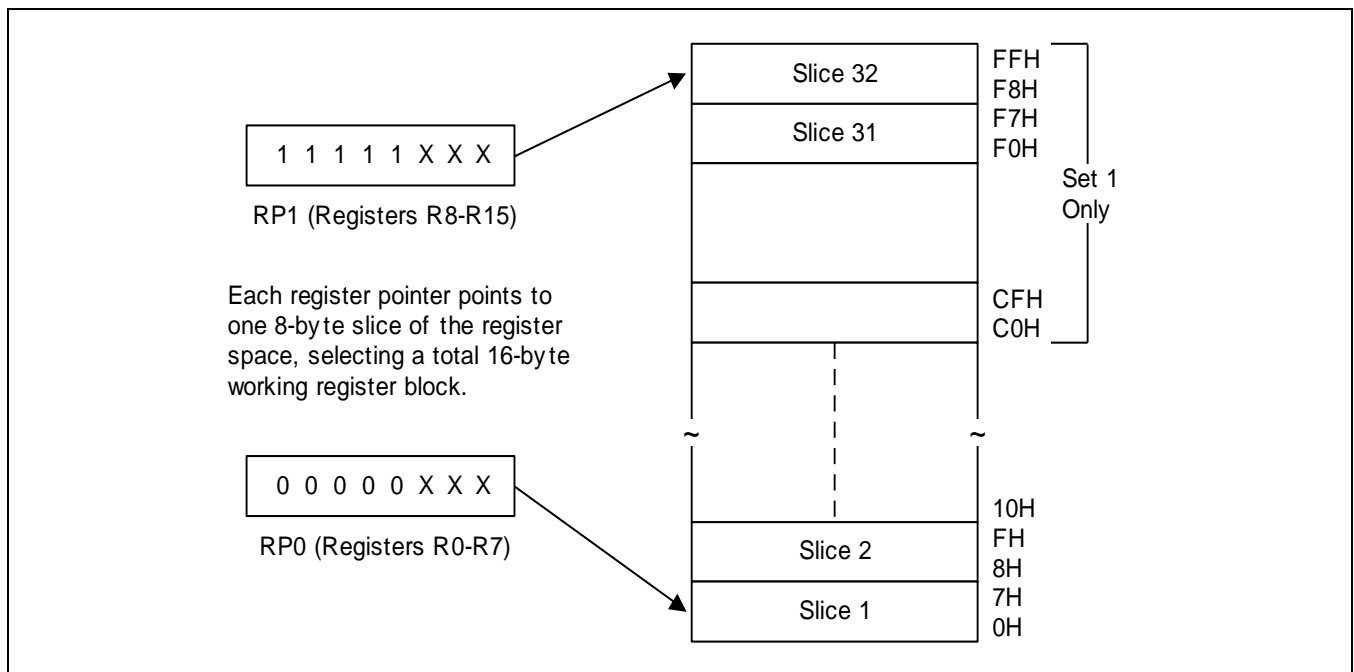 Slice 32
FFH
F8H
Slice 31
F7H
F0H
1 1 1 1 1 X X X
RP1 (Registers R8-R15)
Set 1
Only
Each register pointer points to
one 8-byte slice of the register
space, selecting a total 16-byte
working register block.
CFH
C0H
~ ~
0 0 0 0 0 X X X
RP0 (Registers R0-R7)
10H
Slice 2
FH
8H
Slice 1
7H
0H